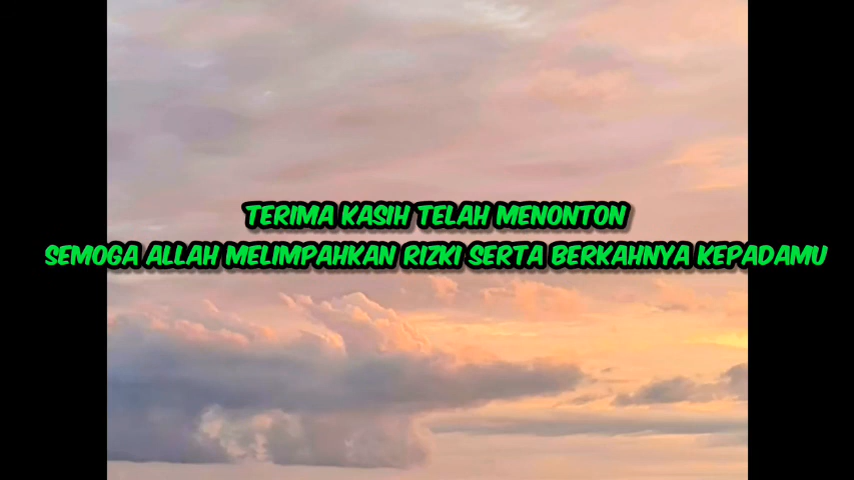 TERIMA KASIH TELAH MENONTON
SEMOGA ALLAH MELIMPAHKAN RIZKI SERTA BERKAHNYA KEPADAMU